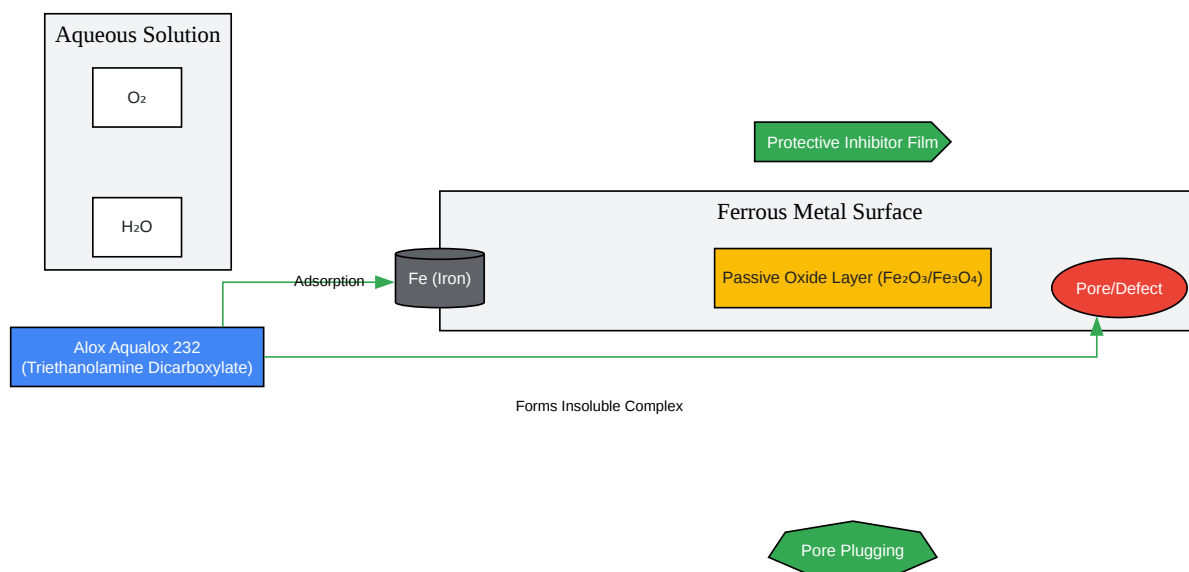 Aqueous Solution
O₂
H₂O
Protective Inhibitor Film
Ferrous Metal Surface
Fe (Iron)
Passive Oxide Layer (Fe₂O₃/Fe₃O₄)
Pore/Defect
Adsorption
Alox Aqualox 232
(Triethanolamine Dicarboxylate)
Forms Insoluble Complex
Pore Plugging